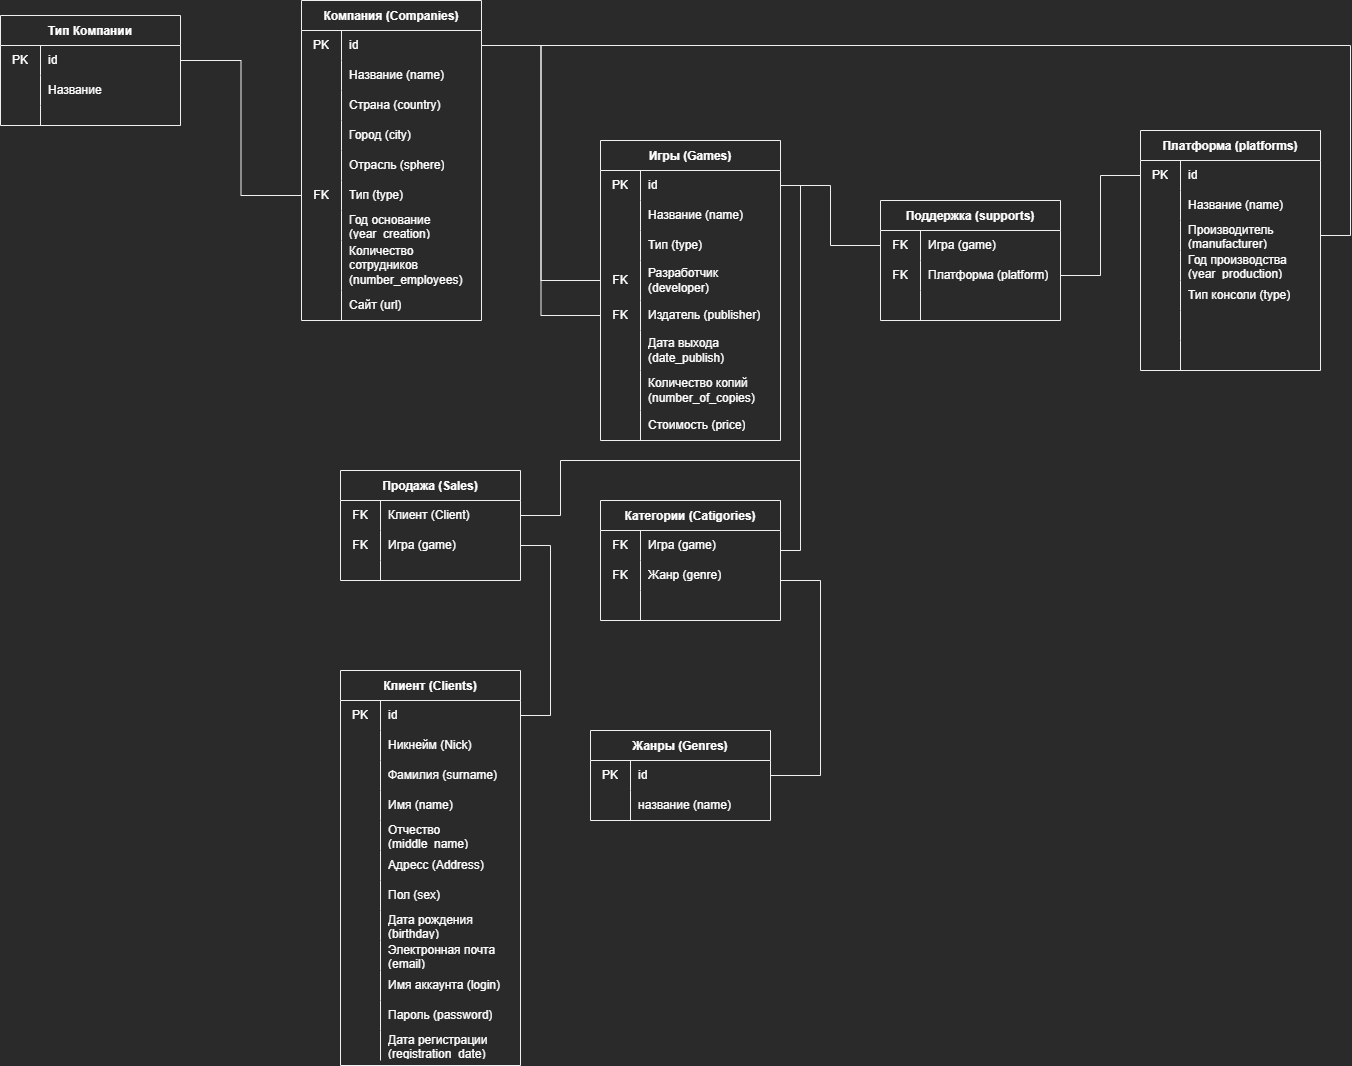 Тип Компании
PK id
Название
Компания (Companies)
PK id
Название (name)
Страна (country)
Город (city)
Отрасль (sphere)
FK Тип (type)
Год основание
(year_creation)
Количество
сотрудников
(number_employees)
Сайт (url)
Игры (Games)
PK id
Название (name)
Тип (type)
FK Разработчик
(developer)
FK Издатель (publisher)
Дата выхода
(date_publish)
Количество копий
(number_of_copies)
Стоимость (price)
Поддержка (supports)
FK Игра (game)
FK Платформа (platform)
Платформа (platforms)
PK id
Название (name)
Производитель
(manufacturer)
Год производства
(year_production)
Тип консоли (type)
Продажа (Sales)
FK Клиент (Client)
FK Игра (game)
Категории (Catigories)
FK Игра (game)
FK Жанр (genre)
Клиент (Clients)
PK id
Никнейм (Nick)
Фамилия (surname)
Имя (name)
Отчество
(middle_name)
Адресс (Address)
Пол (sex)
Дата рождения
(birthday)
Электронная почта
(email)
Имя аккаунта (login)
Пароль (password)
Дата регистрации
(registration_date)
Жанры (Genres)
PK id
название (name)